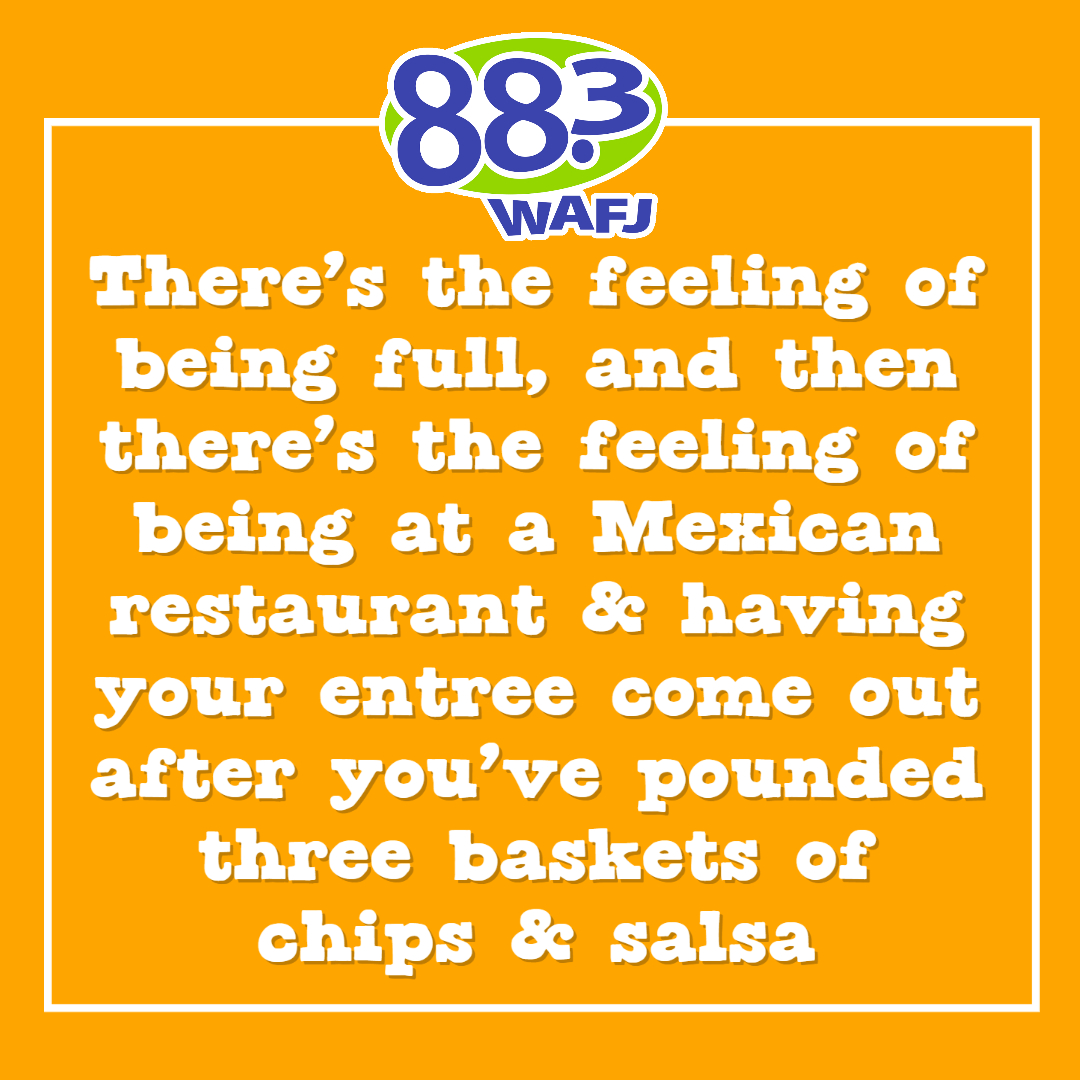 88.3
WAFJ
There's the feeling of
being full, and then
there's the feeling of
being at a Mexican
restaurant & having
your entree come out
after you've pounded
three baskets of
chips & salsa